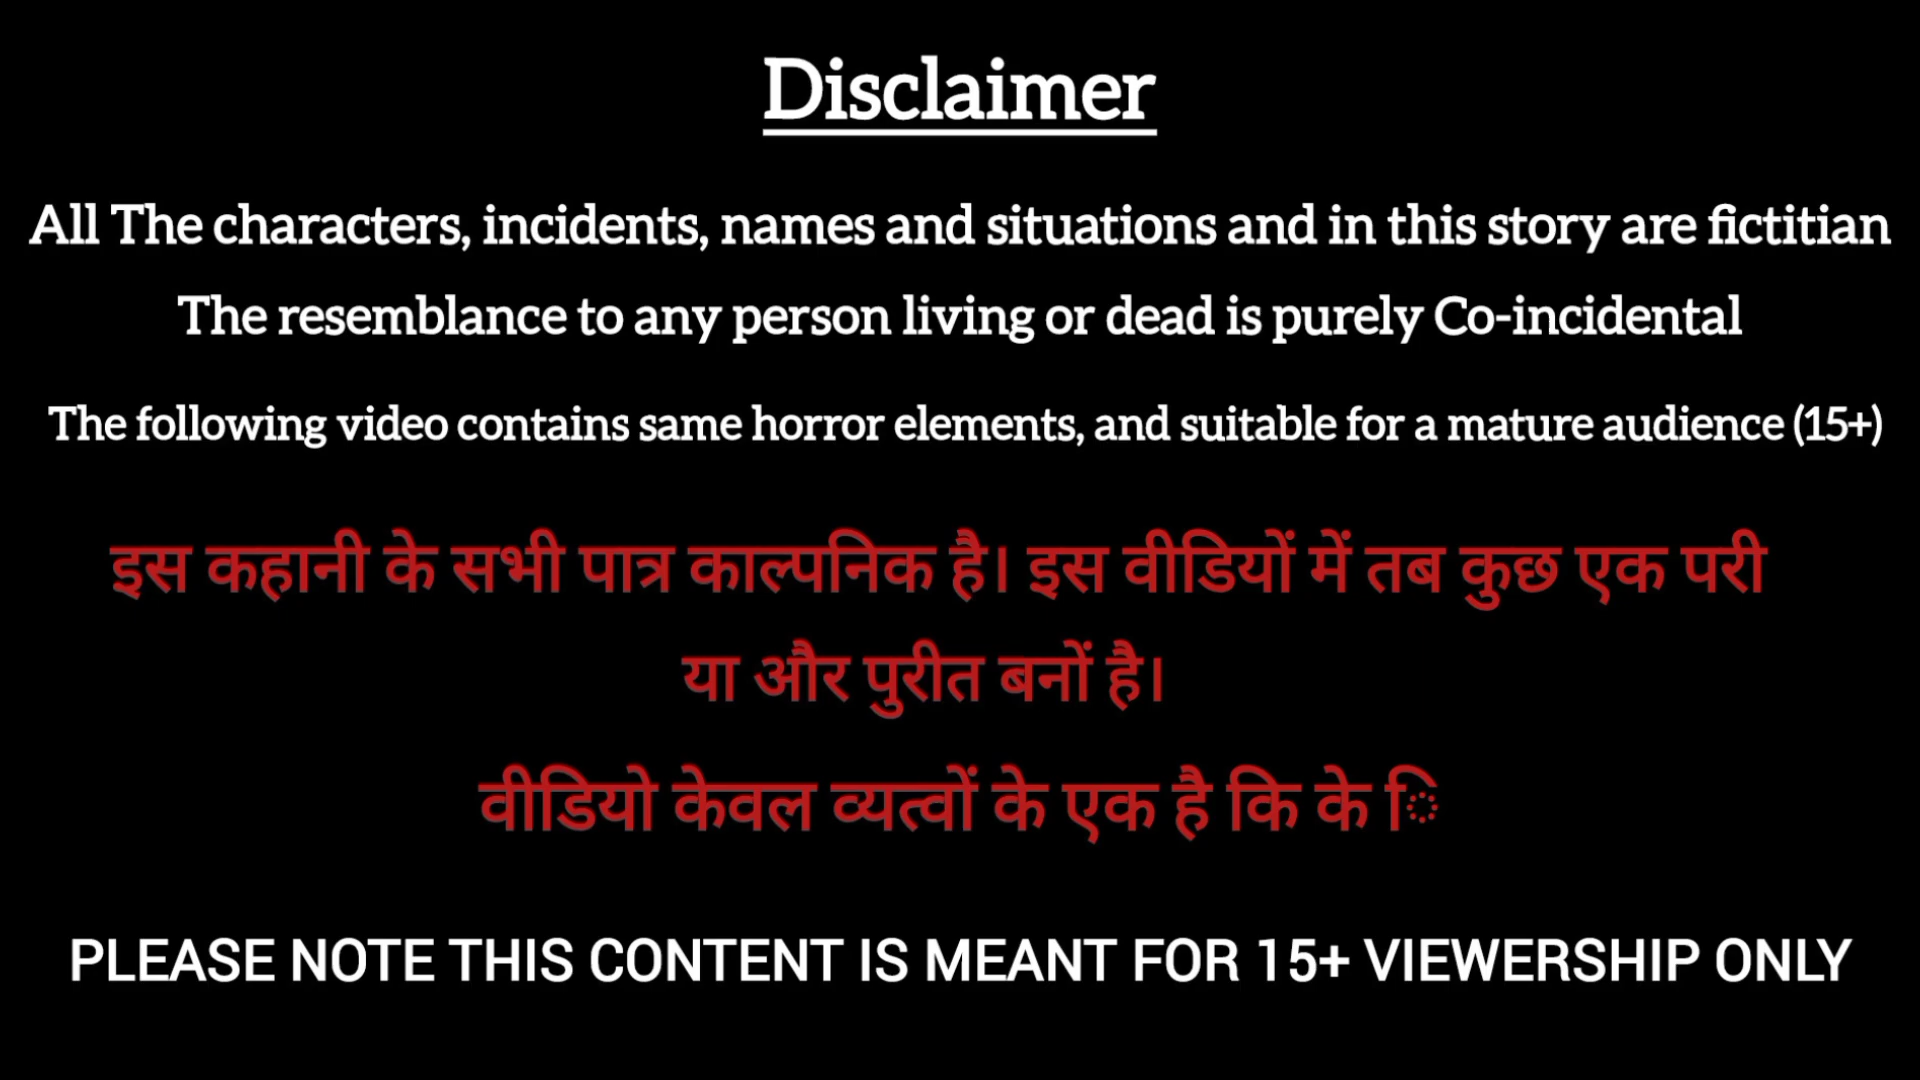 Disclaimer
All The characters, incidents, names and situations and in this story are fictitian
The resemblance to any person living or dead is purely Co-incidental
The following video contains same horror elements, and suitable for a mature audience (15+)
इस कहानी के सभी पात्र काल्पनिक है। इस वीडियों में तब कुछ एक परी
या और पुरीत बनों है।
वीडियो केवल व्यत्वों के एक है कि के ि
PLEASE NOTE THIS CONTENT IS MEANT FOR 15+ VIEWERSHIP ONLY